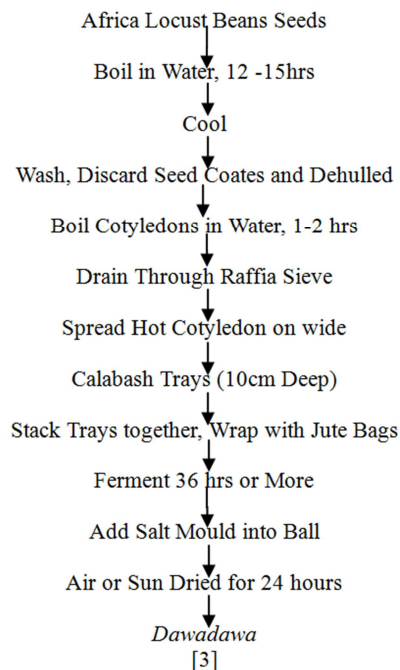 Africa Locust Beans Seeds
Boil in Water, 12 -15hrs
Cool
Wash, Discard Seed Coates and Dehulled
Boil Cotyledons in Water, 1-2 hrs
Drain Through Raffia Sieve
Spread Hot Cotyledon on wide
Calabash Trays (10cm Deep)
Stack Trays together, Wrap with Jute Bags
Ferment 36 hrs or More
Add Salt Mould into Ball
Air or Sun Dried for 24 hours
Dawadawa
[3]